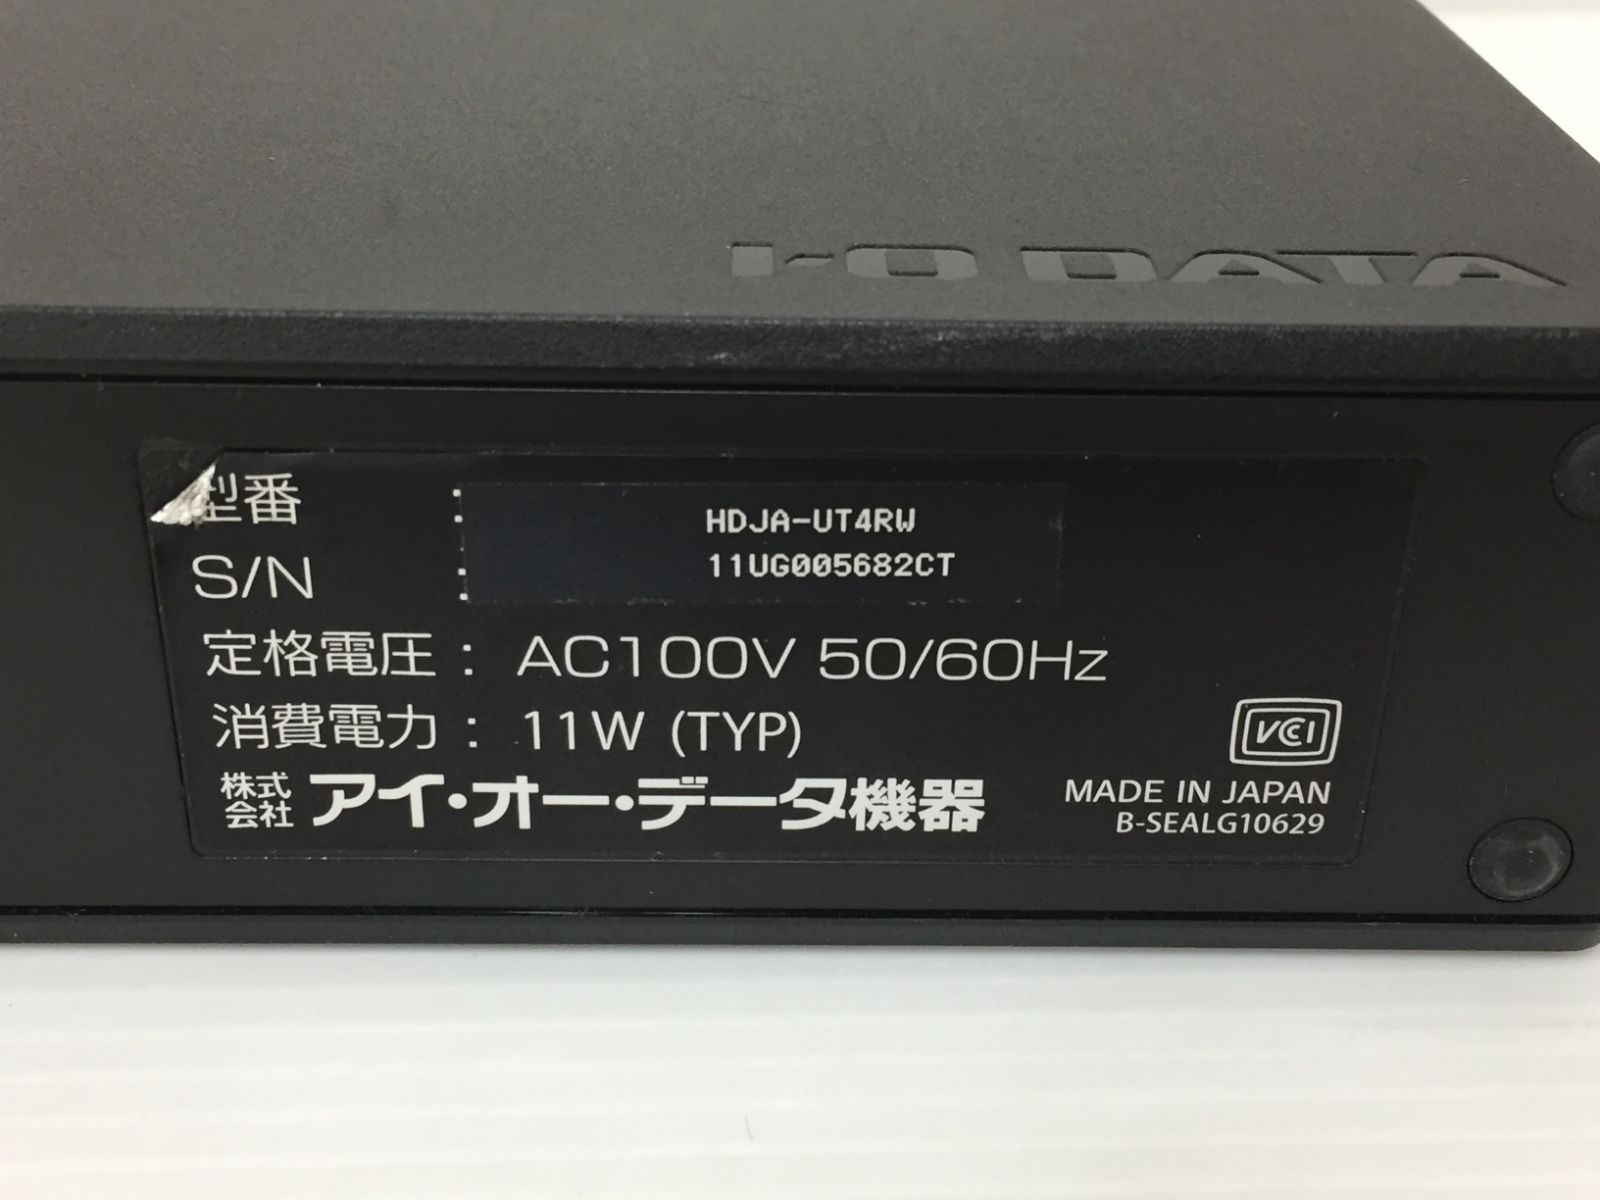 I-O DATA
型番 : HDJA-UT4RW
S/N : 11UG005682CT
定格電圧 : AC100V 50/60Hz
消費電力 : 11W (TYP)
VCCI
株式会社 アイ・オー・データ機器
MADE IN JAPAN
B-SEALG10629